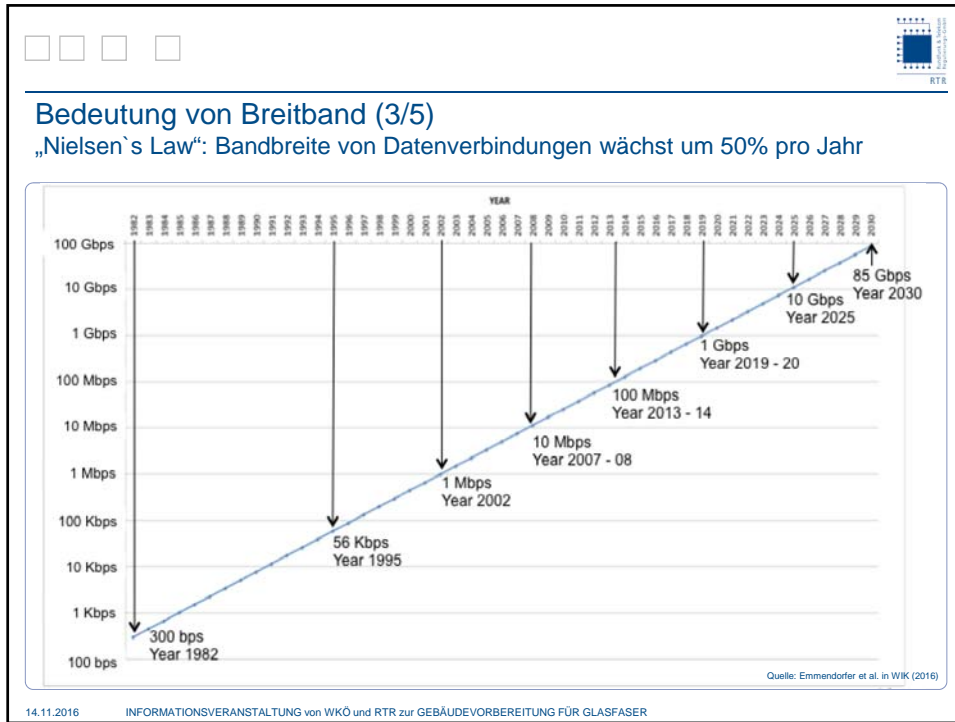 Rundfunk & Telekom
Regulierungs-GmbH
RTR
Bedeutung von Breitband (3/5)
„Nielsen`s Law“: Bandbreite von Datenverbindungen wächst um 50% pro Jahr
YEAR
1982 1983 1984 1985 1986 1987 1988 1989 1990 1991 1992 1993 1994 1995 1996 1997 1998 1999 2000 2001 2002 2003 2004 2005 2006 2007 2008 2009 2010 2011 2012 2013 2014 2015 2016 2017 2018 2019 2020 2021 2022 2023 2024 2025 2026 2027 2028 2029 2030
100 Gbps
10 Gbps
1 Gbps
100 Mbps
10 Mbps
1 Mbps
100 Kbps
10 Kbps
1 Kbps
100 bps
85 Gbps
Year 2030
10 Gbps
Year 2025
1 Gbps
Year 2019 - 20
100 Mbps
Year 2013 - 14
10 Mbps
Year 2007 - 08
1 Mbps
Year 2002
56 Kbps
Year 1995
300 bps
Year 1982
Quelle: Emmendorfer et al. in WIK (2016)
14.11.2016 INFORMATIONSVERANSTALTUNG von WKÖ und RTR zur GEBÄUDEVORBEREITUNG FÜR GLASFASER